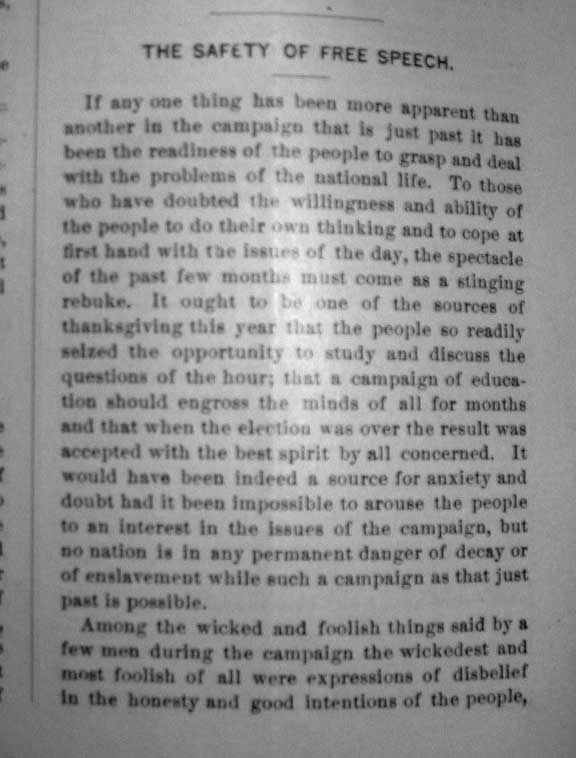 THE SAFETY OF FREE SPEECH.
If any one thing has been more apparent than
another in the campaign that is just past it has
been the readiness of the people to grasp and deal
with the problems of the national life. To those
who have doubted the willingness and ability of
the people to do their own thinking and to cope at
first hand with the issues of the day, the spectacle
of the past few months must come as a stinging
rebuke. It ought to be one of the sources of
thanksgiving this year that the people so readily
seized the opportunity to study and discuss the
questions of the hour; that a campaign of educa-
tion should engross the minds of all for months
and that when the election was over the result was
accepted with the best spirit by all concerned. It
would have been indeed a source for anxiety and
doubt had it been impossible to arouse the people
to an interest in the issues of the campaign, but
no nation is in any permanent danger of decay or
of enslavement while such a campaign as that just
past is possible.
Among the wicked and foolish things said by a
few men during the campaign the wickedest and
most foolish of all were expressions of disbelief
in the honesty and good intentions of the people,